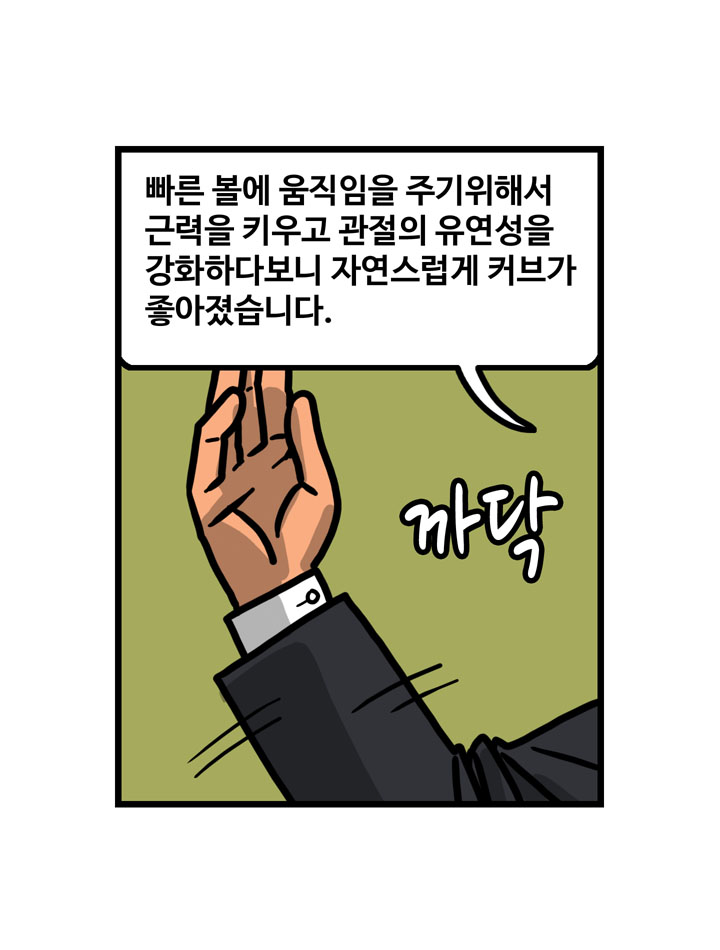 빠른 볼에 움직임을 주기위해서
근력을 키우고 관절의 유연성을
강화하다보니 자연스럽게 커브가
좋아졌습니다.
까닥